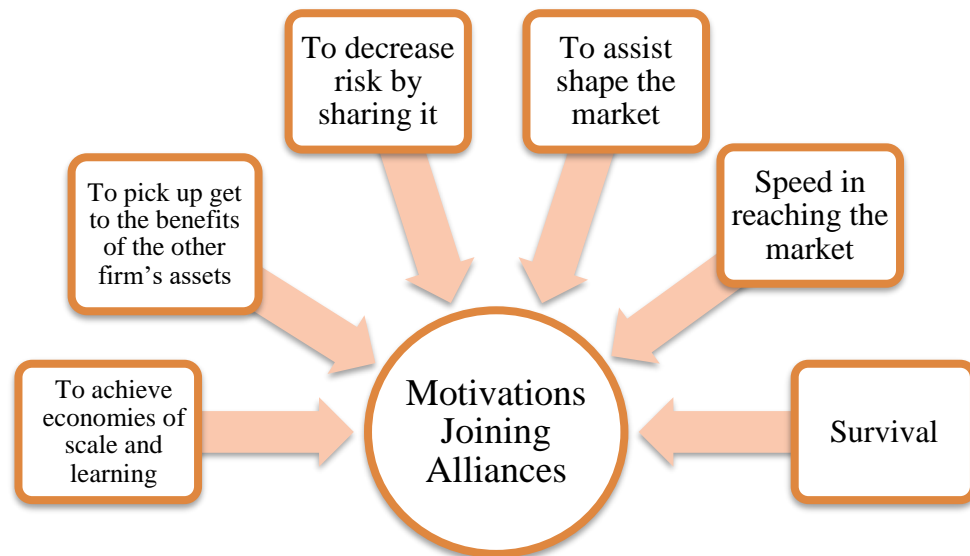 To decrease
risk by
sharing it
To assist
shape the
market
To pick up get
to the benefits
of the other
firm's assets
Speed in
reaching the
market
To achieve
economies of
scale and
learning
Motivations
Joining
Alliances
Survival